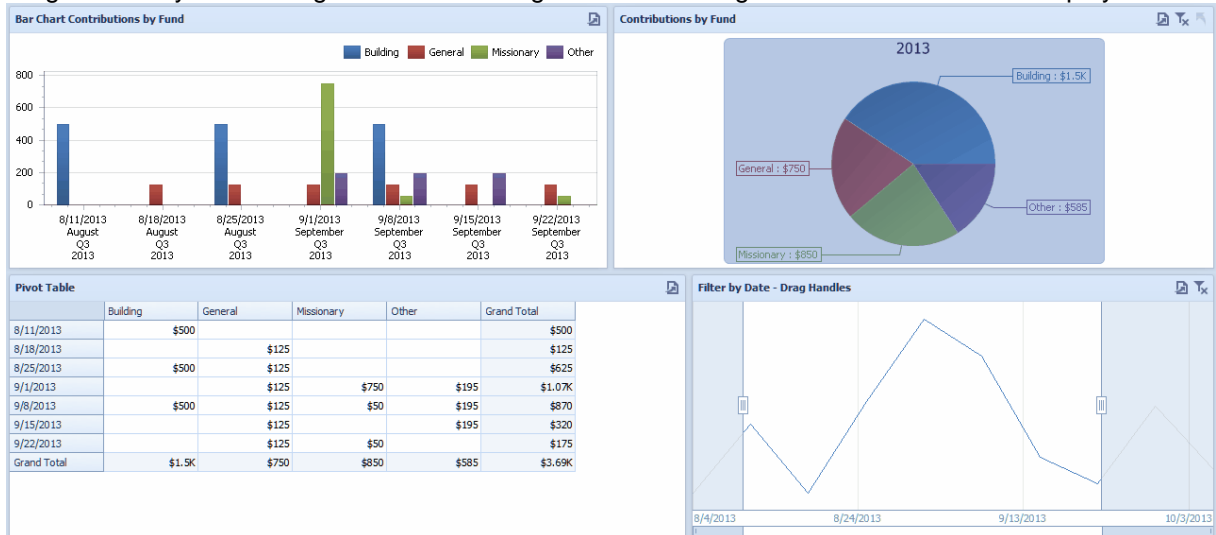 Bar Chart Contributions by Fund
Building General Missionary Other
800
600
400
200
0
8/11/2013 8/18/2013 8/25/2013 9/1/2013 9/8/2013 9/15/2013 9/22/2013
August August August September September September September
Q3 Q3 Q3 Q3 Q3 Q3 Q3
2013 2013 2013 2013 2013 2013 2013
Contributions by Fund
2013
Building : $1.5K
General : $750
Other : $585
Missionary : $850
Pivot Table
Building General Missionary Other Grand Total
8/11/2013 $500 $500
8/18/2013 $125 $125
8/25/2013 $500 $125 $625
9/1/2013 $125 $750 $195 $1.07K
9/8/2013 $500 $125 $50 $195 $870
9/15/2013 $125 $195 $320
9/22/2013 $125 $50 $175
Grand Total $1.5K $750 $850 $585 $3.69K
Filter by Date - Drag Handles
8/4/2013 8/24/2013 9/13/2013 10/3/2013